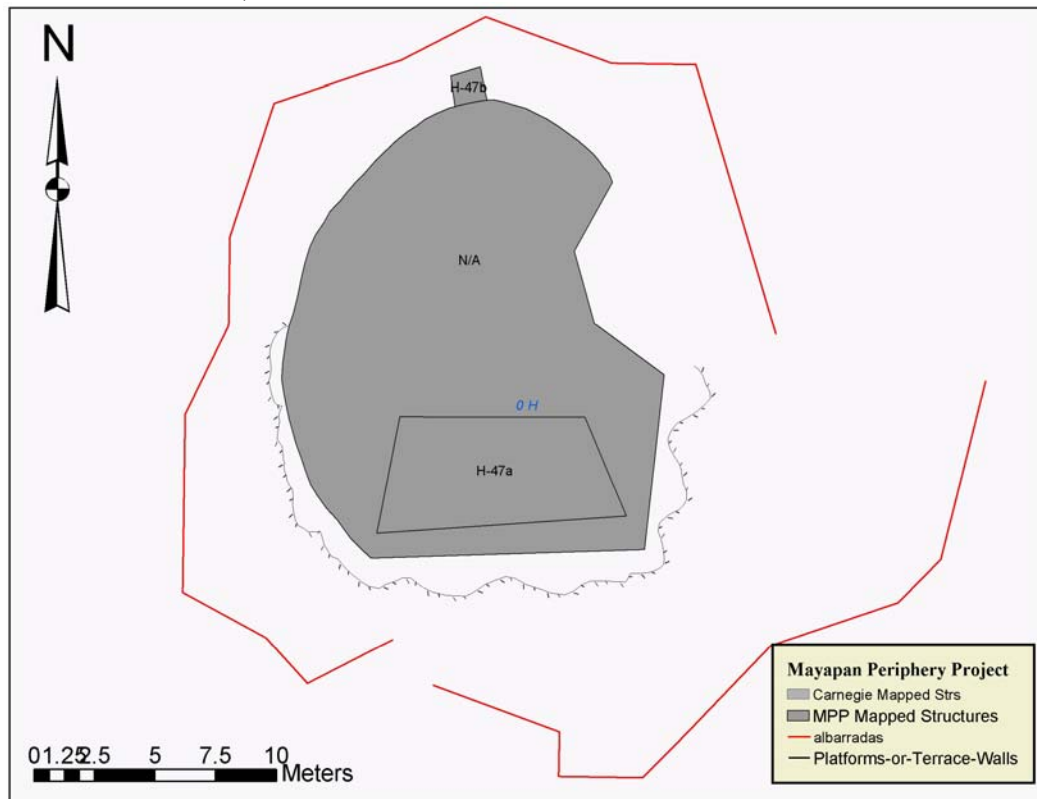 N
H-47b
N/A
0 H
H-47a
Mayapan Periphery Project
Carnegie Mapped Strs
MPP Mapped Structures
albarradas
Platforms-or-Terrace-Walls
01.252.5 5 7.5 10
Meters